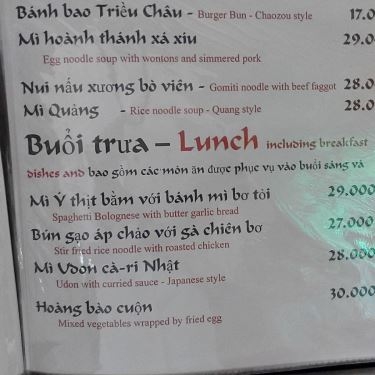 Bánh bao Triều Châu - Burger Bun - Chaozou style 17.0
Mì hoành thánh xá xíu 29.0
Egg noodle soup with wontons and simmered pork
Nui nấu xương bò viên - Gomiti noodle with beef faggot 28.0
Mì Quảng - Rice noodle soup - Quang style 28.0
Buổi trưa – Lunch including breakfast
dishes and bao gồm các món ăn được phục vụ vào buổi sáng và
Mì Ý thịt bằm với bánh mì bơ tỏi 29.000
Spaghetti Bolognese with butter garlic bread
Bún gạo áp chảo với gà chiên bơ 27.000
Stir fried rice noodle with roasted chicken
Mì Udon cà-ri Nhật 28.000
Udon with curried sauce - Japanese style
Hoàng bào cuộn 30.000
Mixed vegetables wrapped by fried egg